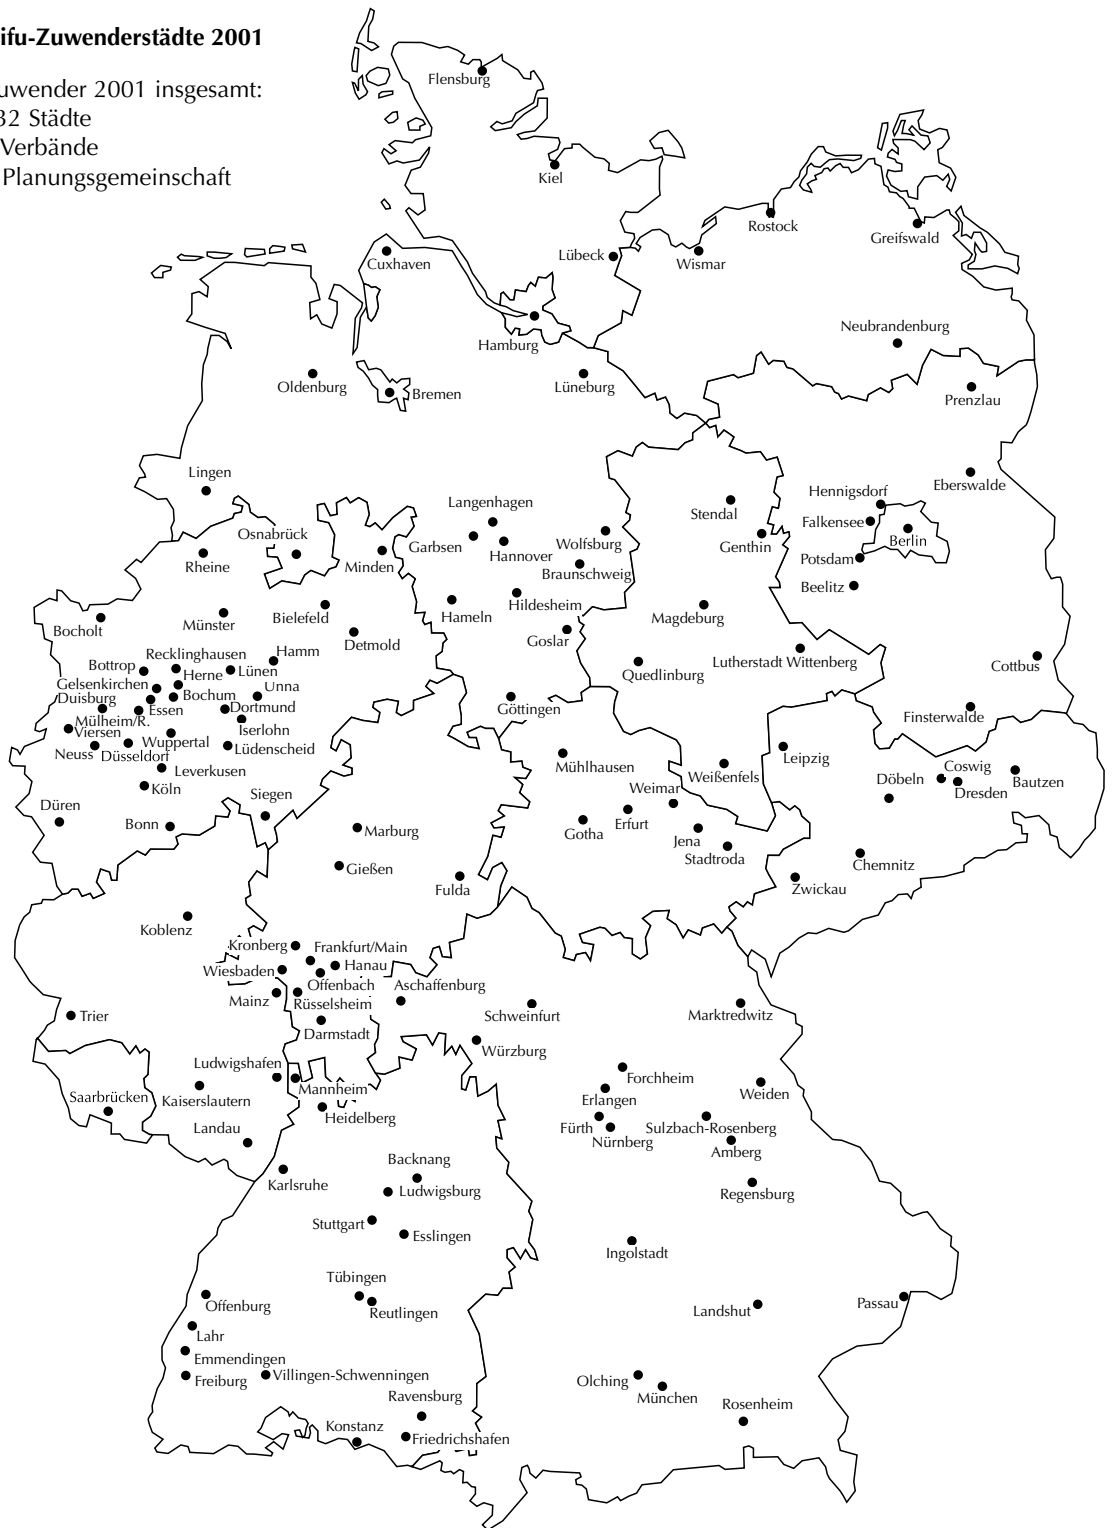 ifu-Zuwenderstädte 2001
uwender 2001 insgesamt:
32 Städte
Verbände
Planungsgemeinschaft
Flensburg
Kiel
Rostock
Greifswald
Lübeck
Wismar
Cuxhaven
Hamburg
Neubrandenburg
Oldenburg
Bremen
Lüneburg
Prenzlau
Lingen
Eberswalde
Hennigsdorf
Langenhagen
Stendal
Falkensee
Osnabrück
Garbsen
Hannover
Wolfsburg
Genthin
Berlin
Rheine
Minden
Braunschweig
Potsdam
Beelitz
Hildesheim
Hameln
Bocholt
Münster
Bielefeld
Magdeburg
Detmold
Goslar
Recklinghausen
Hamm
Bottrop
Herne
Lünen
Quedlinburg
Lutherstadt Wittenberg
Cottbus
Gelsenkirchen
Unna
Duisburg
Bochum
Essen
Dortmund
Göttingen
Finsterwalde
Mülheim/R.
Viersen
Iserlohn
Neuss
Düsseldorf
Wuppertal
Lüdenscheid
Leverkusen
Köln
Mühlhausen
Weißenfels
Leipzig
Döbeln
Coswig
Dresden
Bautzen
Düren
Bonn
Siegen
Weimar
Gotha
Erfurt
Jena
Stadtroda
Marburg
Gießen
Fulda
Chemnitz
Zwickau
Koblenz
Kronberg
Frankfurt/Main
Wiesbaden
Hanau
Offenbach
Aschaffenburg
Mainz
Rüsselsheim
Schweinfurt
Marktredwitz
Trier
Darmstadt
Würzburg
Ludwigshafen
Mannheim
Forchheim
Saarbrücken
Kaiserslautern
Heidelberg
Erlangen
Weiden
Landau
Fürth
Nürnberg
Sulzbach-Rosenberg
Amberg
Karlsruhe
Backnang
Ludwigsburg
Regensburg
Stuttgart
Esslingen
Ingolstadt
Tübingen
Reutlingen
Offenburg
Landshut
Passau
Lahr
Emmendingen
Freiburg
Villingen-Schwenningen
Olching
München
Ravensburg
Rosenheim
Konstanz
Friedrichshafen